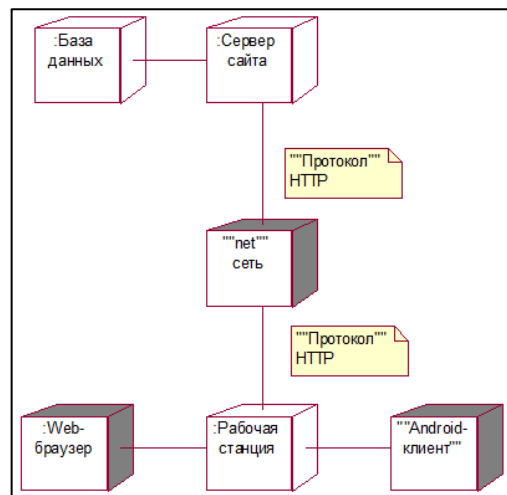 :База
данных
:Сервер
сайта
""Протокол""
HTTP
""net""
сеть
""Протокол""
HTTP
:Web-
браузер
:Рабочая
станция
""Android-
клиент""